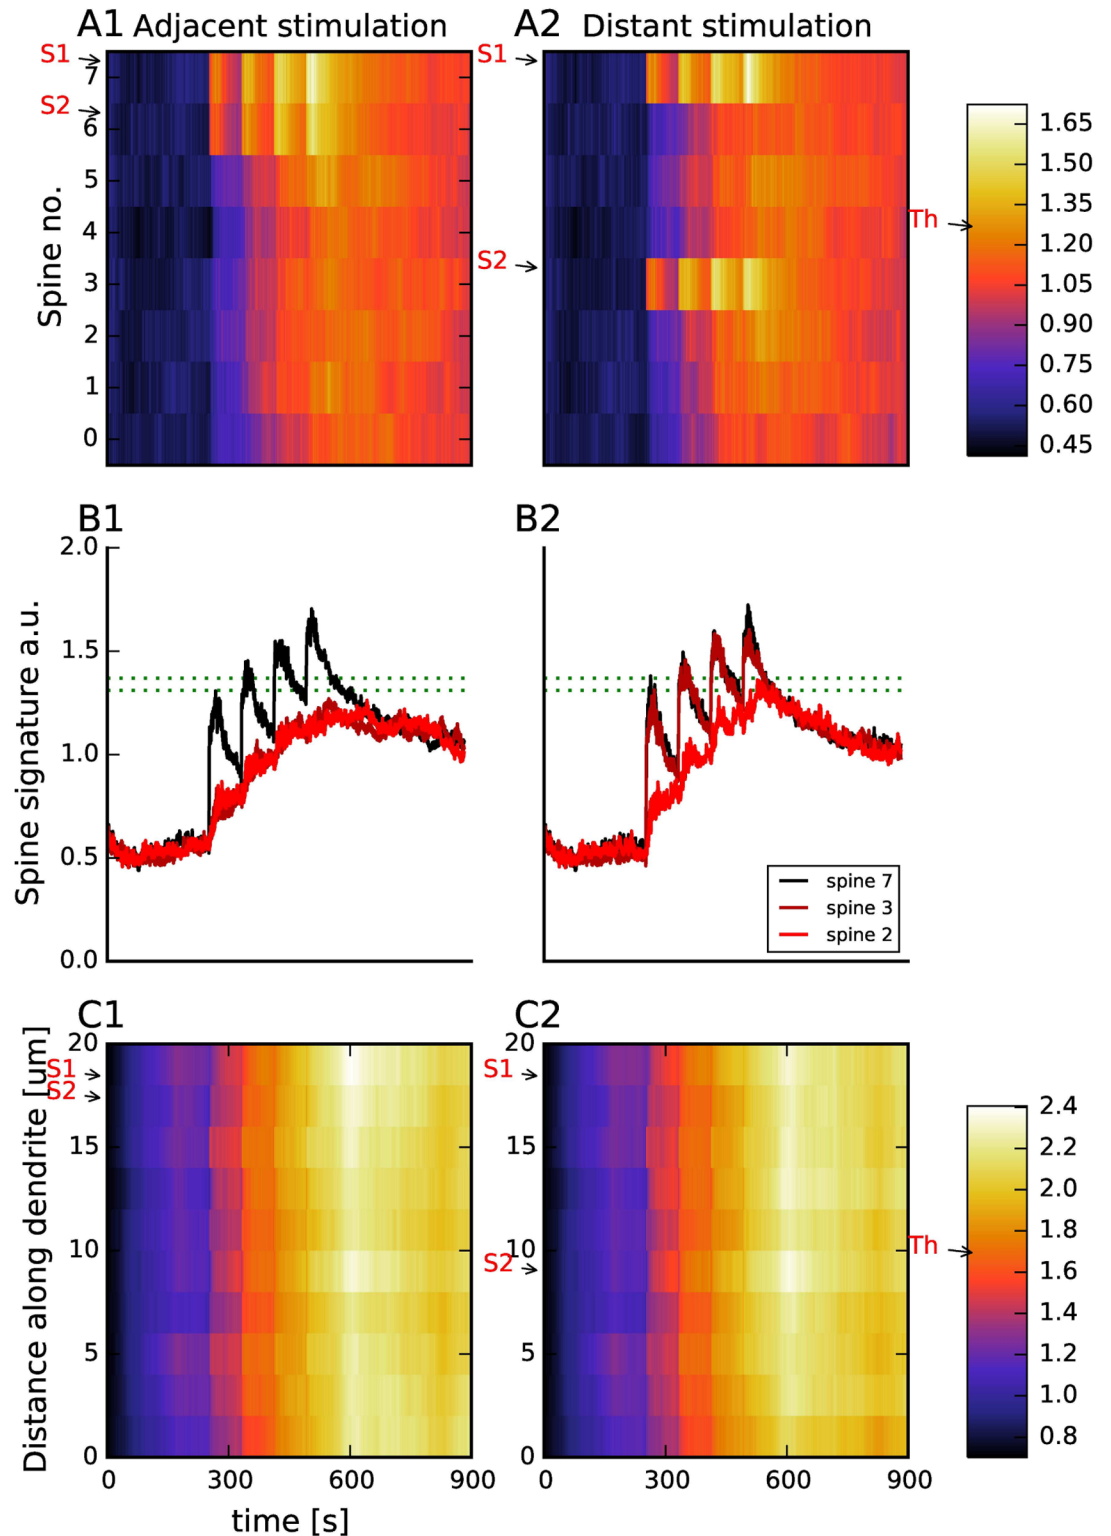 A1 Adjacent stimulation
A2 Distant stimulation
S1
S2
7
6
5
4
3
2
1
0
Spine no.
S1
S2
Th
1.65
1.50
1.35
1.20
1.05
0.90
0.75
0.60
0.45
B1
B2
2.0
1.5
1.0
0.5
0.0
Spine signature a.u.
spine 7
spine 3
spine 2
C1
C2
20
15
10
5
0
Distance along dendrite [um]
S1
S2
S1
S2
Th
2.4
2.2
2.0
1.8
1.6
1.4
1.2
1.0
0.8
0 300 600 900
0 300 600 900
time [s]